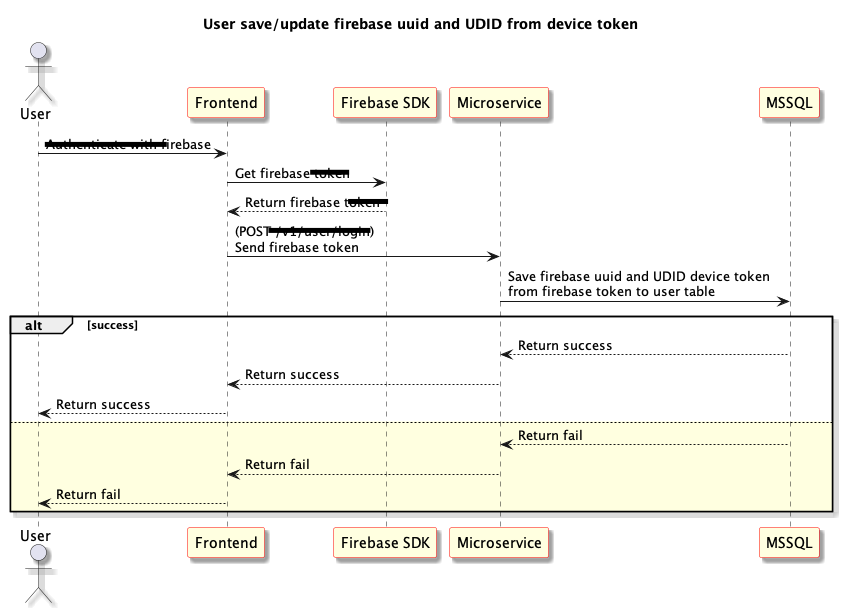 User save/update firebase uuid and UDID from device token
User
Frontend
Firebase SDK
Microservice
MSSQL
Authenticate with firebase
Get firebase token
Return firebase token
(POST /v1/user/login)
Send firebase token
Save firebase uuid and UDID device token
from firebase token to user table
alt
[success]
Return success
Return success
Return success
Return fail
Return fail
Return fail
User
Frontend
Firebase SDK
Microservice
MSSQL